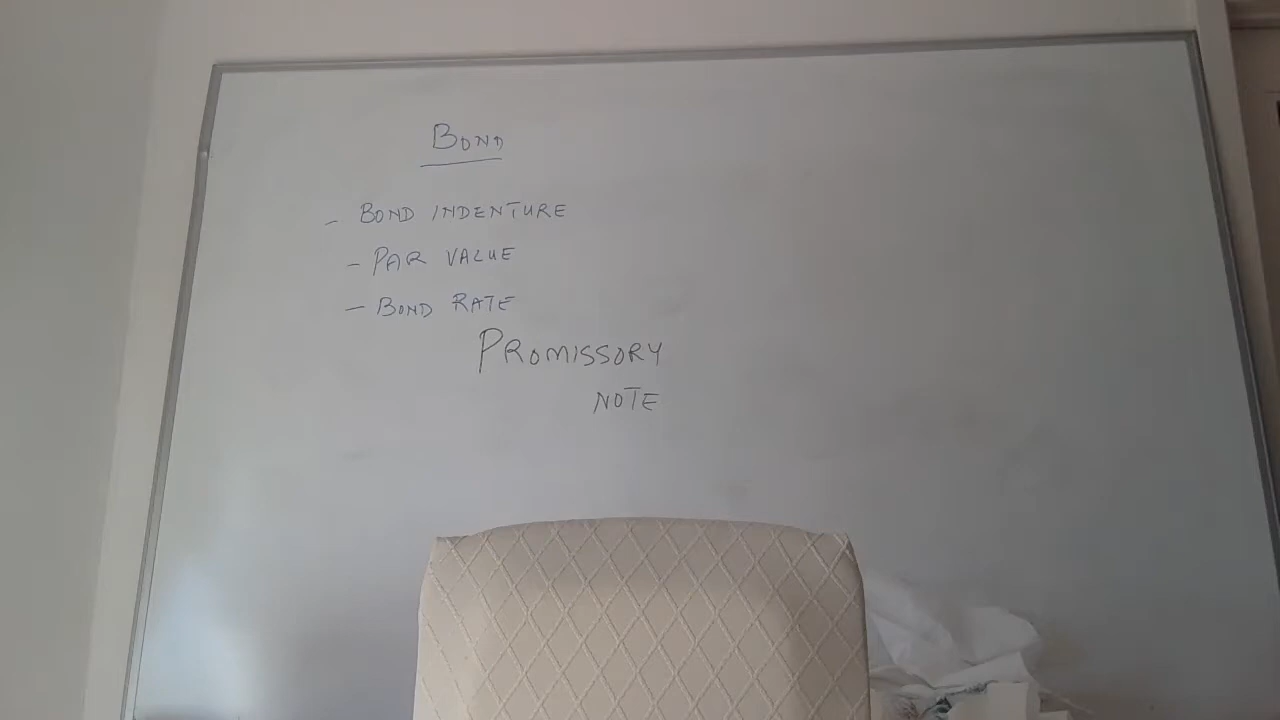 BOND
- BOND INDENTURE
- PAR VALUE
- BOND RATE
PROMISSORY
NOTE